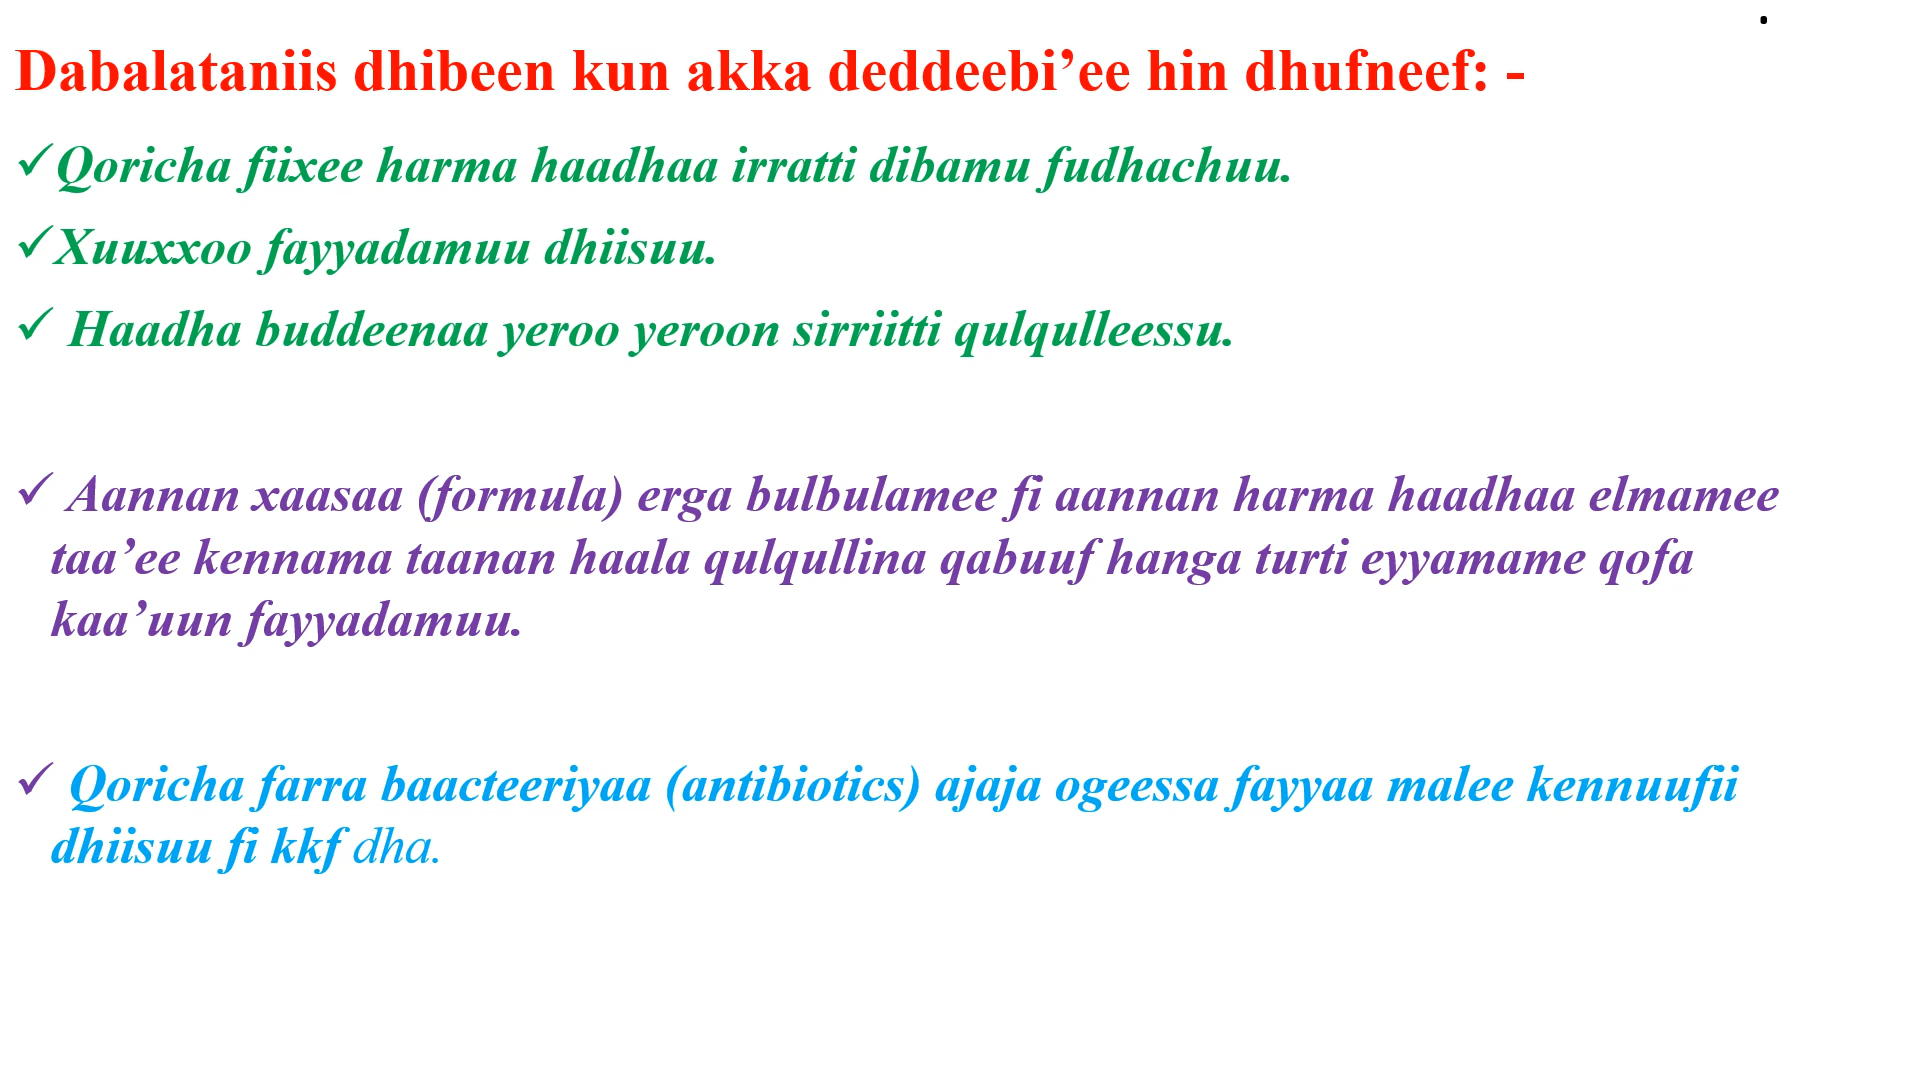 .
Dabalataniis dhibeen kun akka deddeebi’ee hin dhufneef: -
✓Qoricha fiixee harma haadhaa irratti dibamu fudhachuu.
✓Xuuxxoo fayyadamuu dhiisuu.
✓ Haadha buddeenaa yeroo yeroon sirriitti qulqulleessu.
✓ Aannan xaasaa (formula) erga bulbulamee fi aannan harma haadhaa elmamee
taa’ee kennama taanan haala qulqullina qabuuf hanga turti eyyamame qofa
kaa’uun fayyadamuu.
✓ Qoricha farra baacteeriyaa (antibiotics) ajaja ogeessa fayyaa malee kennuufii
dhiisuu fi kkf dha.